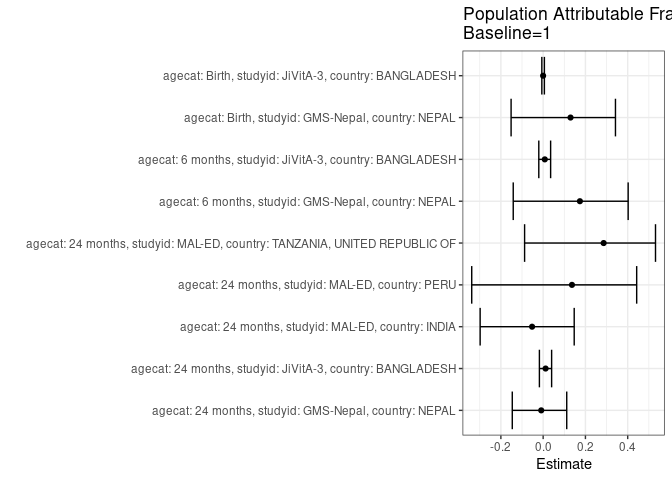 Population Attributable Fra
Baseline=1
agecat: Birth, studyid: JiVitA-3, country: BANGLADESH
agecat: Birth, studyid: GMS-Nepal, country: NEPAL
agecat: 6 months, studyid: JiVitA-3, country: BANGLADESH
agecat: 6 months, studyid: GMS-Nepal, country: NEPAL
agecat: 24 months, studyid: MAL-ED, country: TANZANIA, UNITED REPUBLIC OF
agecat: 24 months, studyid: MAL-ED, country: PERU
agecat: 24 months, studyid: MAL-ED, country: INDIA
agecat: 24 months, studyid: JiVitA-3, country: BANGLADESH
agecat: 24 months, studyid: GMS-Nepal, country: NEPAL
-0.2 0.0 0.2 0.4
Estimate